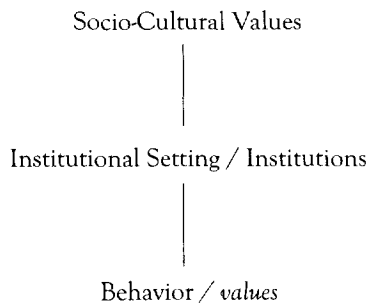 Socio-Cultural Values
Institutional Setting / Institutions
Behavior / values